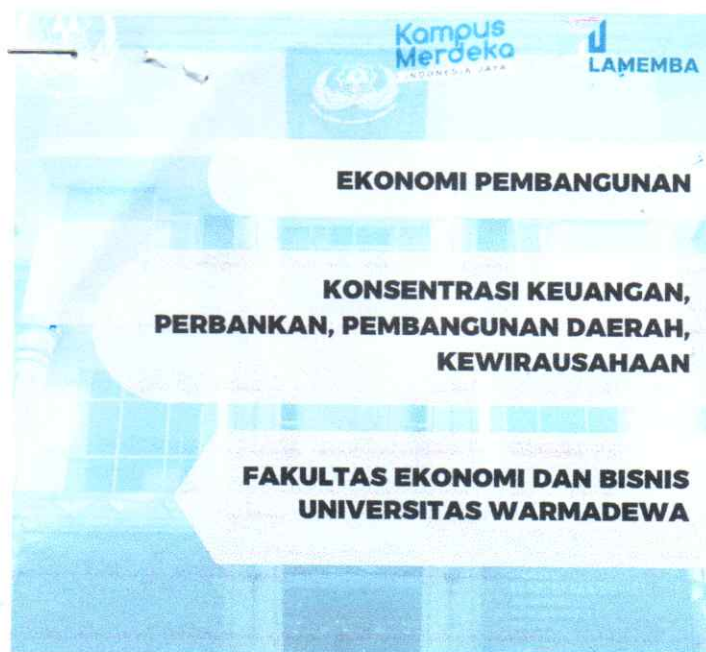 Kampus
Merdeka
INDONESIA JAYA
LAMEMBA
EKONOMI PEMBANGUNAN
KONSENTRASI KEUANGAN,
PERBANKAN, PEMBANGUNAN DAERAH,
KEWIRAUSAHAAN
FAKULTAS EKONOMI DAN BISNIS
UNIVERSITAS WARMADEWA